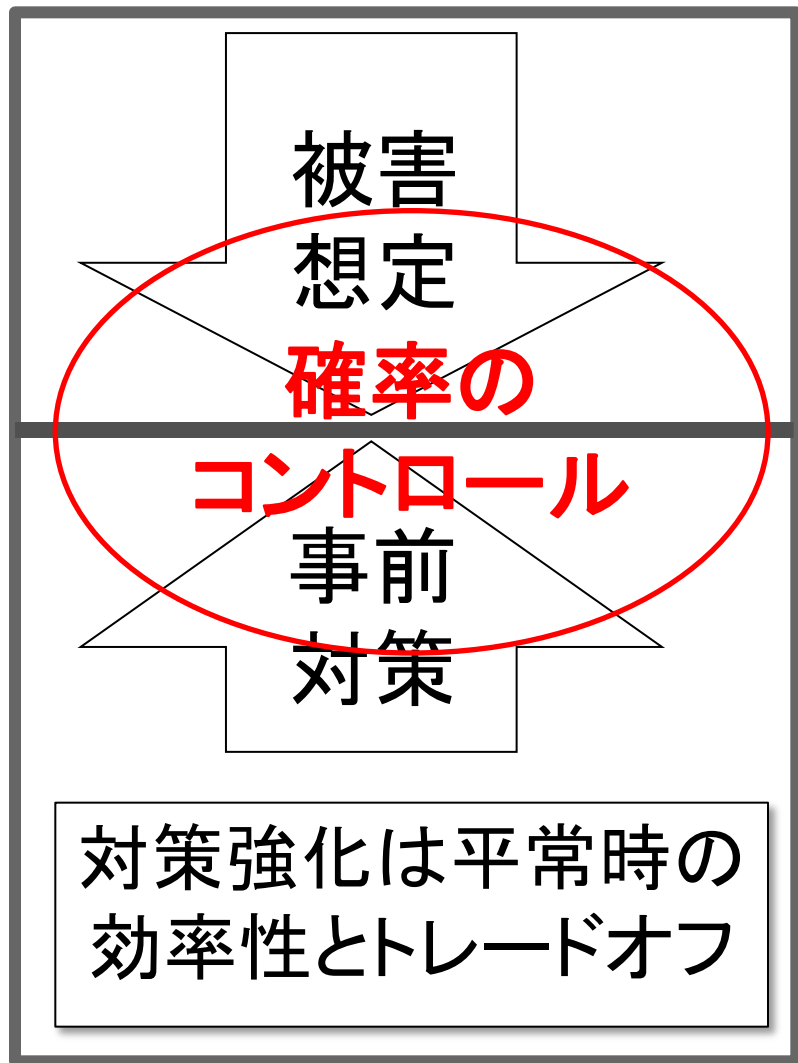 被害
想定
確率の
コントロール
事前
対策
対策強化は平常時の
効率性とトレードオフ